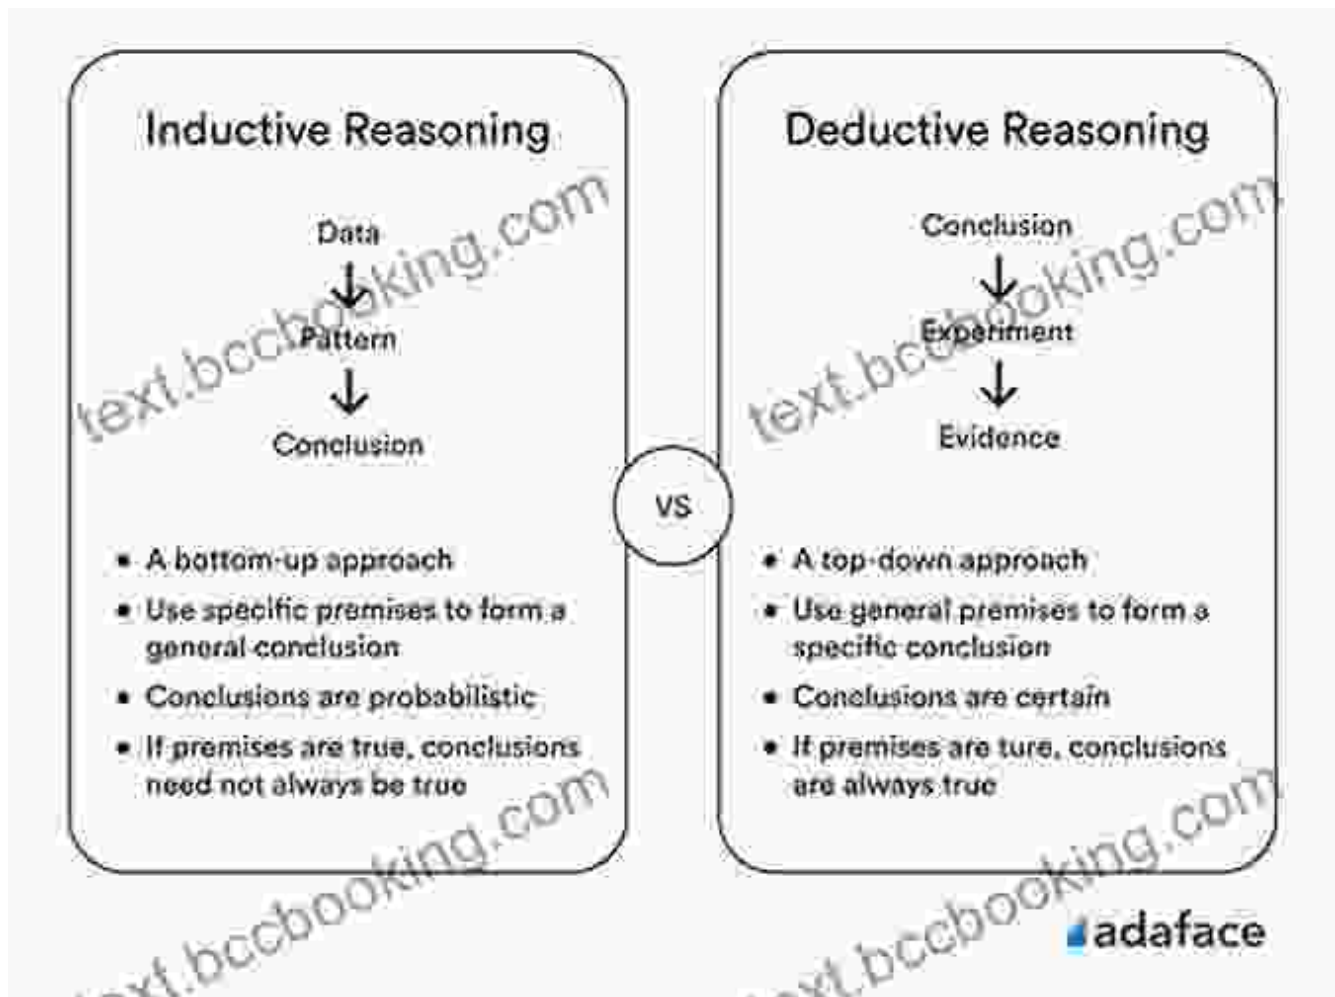 Inductive Reasoning
Data
Pattern
Conclusion
• A bottom-up approach
• Use specific premises to form a
general conclusion
• Conclusions are probabilistic
• If premises are true, conclusions
need not always be true
vs
Deductive Reasoning
Conclusion
Experiment
Evidence
• A top-down approach
• Use general premises to form a
specific conclusion
• Conclusions are certain
• If premises are ture, conclusions
are always true
adaface
text.bccbooking.com
text.bccbooking.com
text.bccbooking.com
text.bccbooking.com